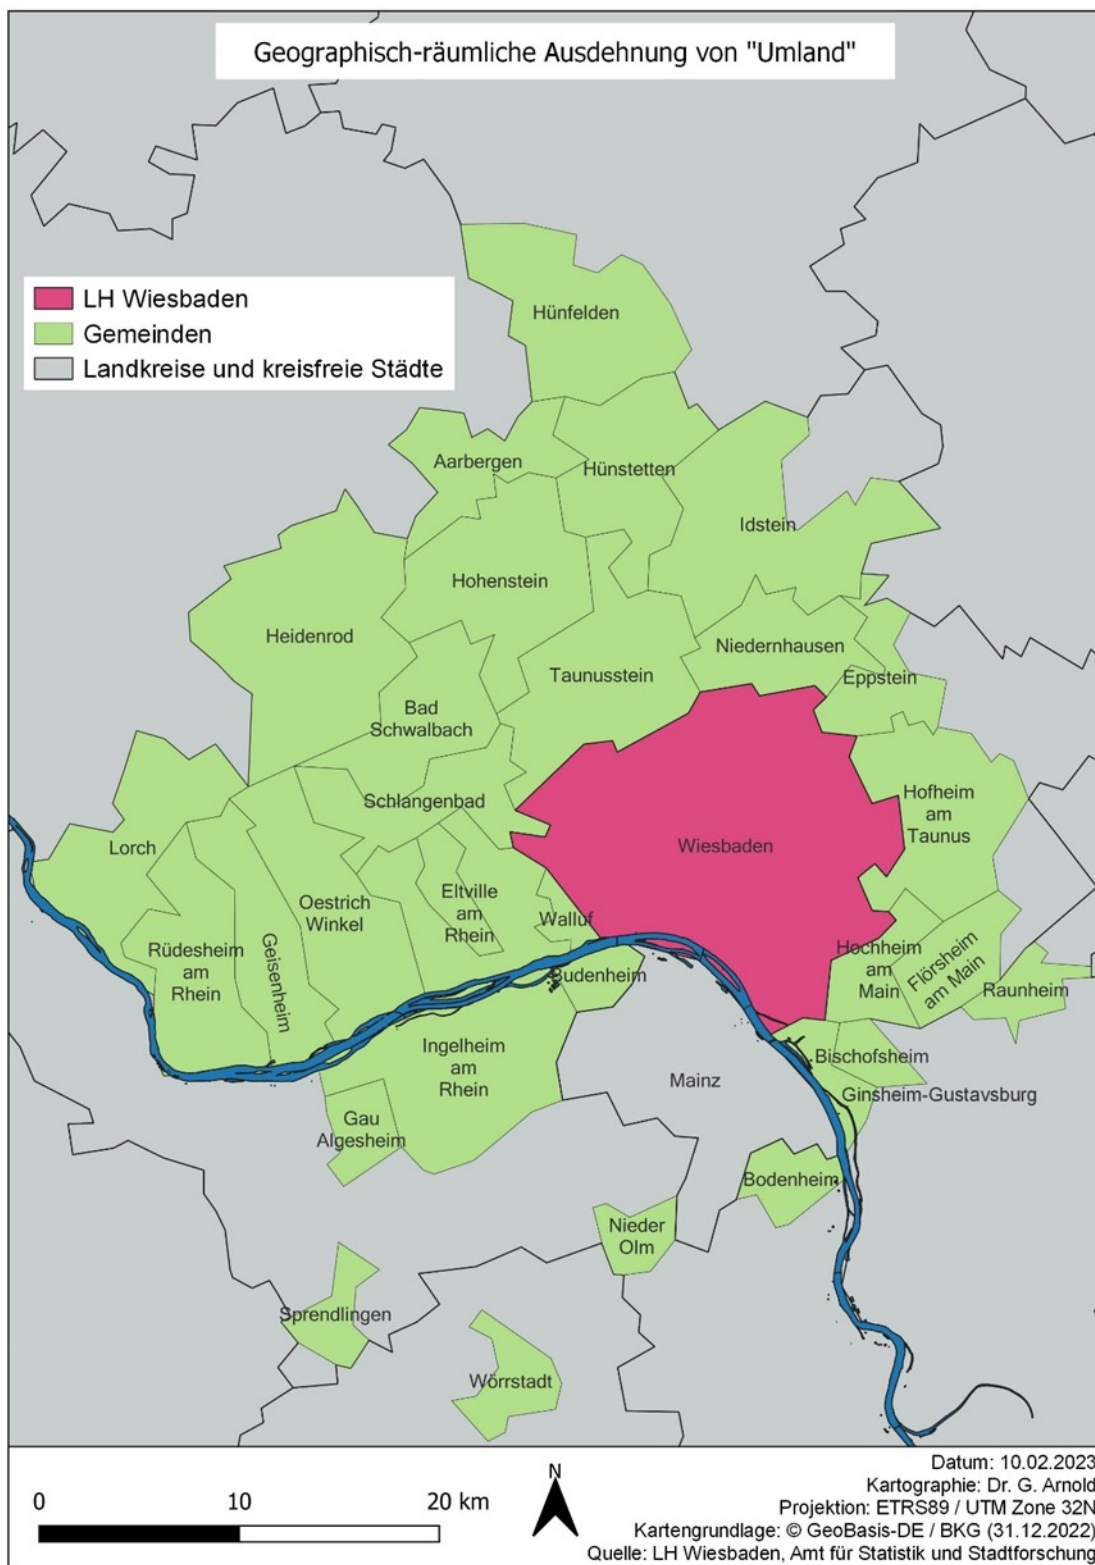 Geographisch-räumliche Ausdehnung von "Umland"
LH Wiesbaden
Gemeinden
Landkreise und kreisfreie Städte
Hünfelden
Aarbergen
Hünstetten
Idstein
Hohenstein
Heidenrod
Niedernhausen
Taunusstein
Eppstein
Bad
Schwalbach
Schlangenbad
Hofheim
am
Taunus
Lorch
Wiesbaden
Oestrich
Winkel
Eltville
am
Rhein
Walluf
Rüdesheim
am
Rhein
Geisenheim
Budenheim
Hochheim
am
Main
Flörsheim
am Main
Raunheim
Ingelheim
am
Rhein
Bischofsheim
Mainz
Ginsheim-Gustavsburg
Gau
Algesheim
Bodenheim
Nieder
Olm
Sprendlingen
Wörrstadt
0 10 20 km
N
Datum: 10.02.2023
Kartographie: Dr. G. Arnold
Projektion: ETRS89 / UTM Zone 32N
Kartengrundlage: © GeoBasis-DE / BKG (31.12.2022)
Quelle: LH Wiesbaden, Amt für Statistik und Stadtforschung